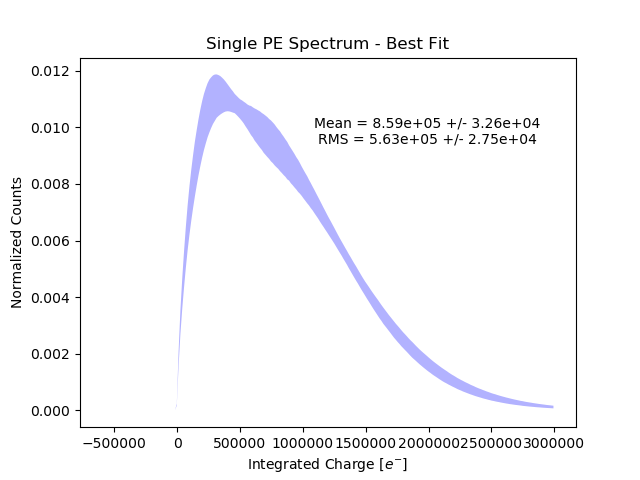 Single PE Spectrum - Best Fit
0.012
0.010
0.008
0.006
0.004
0.002
0.000
Normalized Counts
Mean = 8.59e+05 +/- 3.26e+04
RMS = 5.63e+05 +/- 2.75e+04
−500000 0 500000 1000000 1500000 2000000 2500000 3000000
Integrated Charge [e⁻]